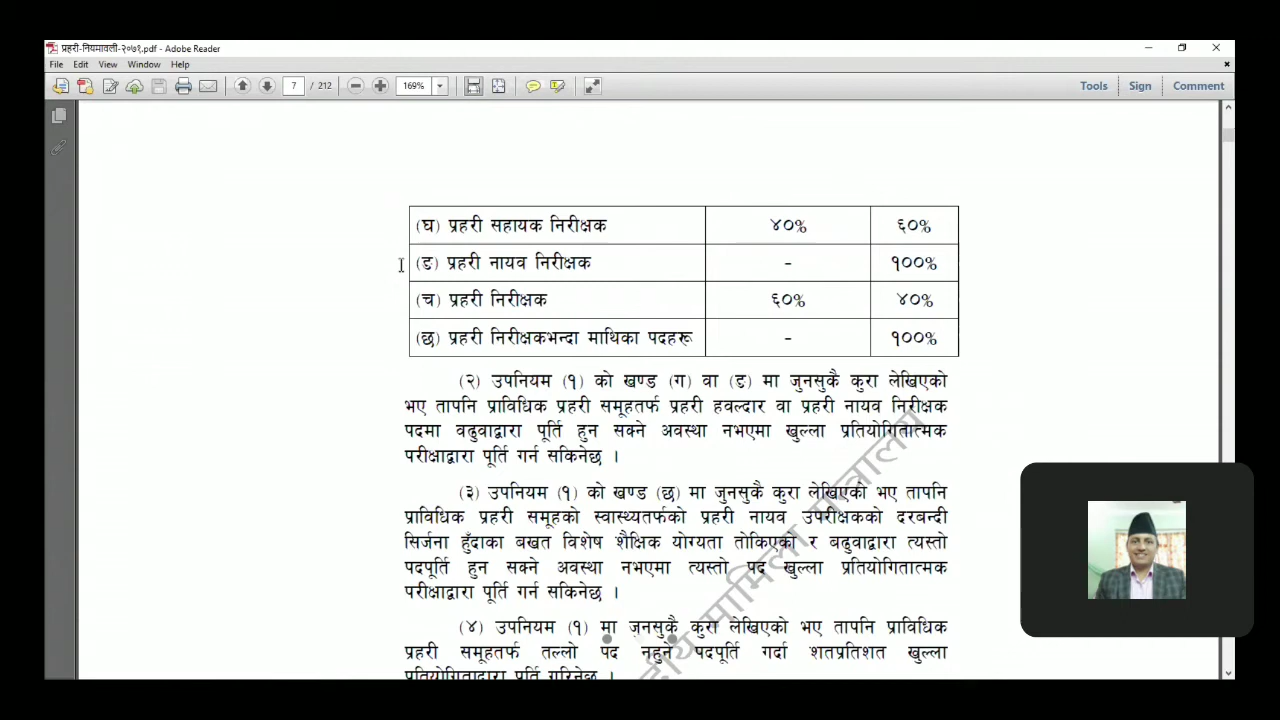 प्रहरी-नियमावली-२०७१.pdf - Adobe Reader
File Edit View Window Help
7 / 212 169% Tools Sign Comment
(घ) प्रहरी सहायक निरीक्षक ४०% ६०%
(ङ) प्रहरी नायव निरीक्षक - १००%
(च) प्रहरी निरीक्षक ६०% ४०%
(छ) प्रहरी निरीक्षकभन्दा माथिका पदहरू - १००%
(२) उपनियम (१) को खण्ड (ग) वा (ङ) मा जुनसुकै कुरा लेखिएको
भए तापनि प्राविधिक प्रहरी समूहतर्फ प्रहरी हवल्दार वा प्रहरी नायव निरीक्षक
पदमा वढुवाद्वारा पूर्ति हुन सक्ने अवस्था नभएमा खुल्ला प्रतियोगितात्मक
परीक्षाद्वारा पूर्ति गर्न सकिनेछ ।
(३) उपनियम (१) को खण्ड (छ) मा जुनसुकै कुरा लेखिएको भए तापनि
प्राविधिक प्रहरी समूहको स्वास्थ्यतर्फको प्रहरी नायव उपरीक्षकको दरबन्दी
सिर्जना हुँदाका बखत विशेष शैक्षिक योग्यता तोकिएको र बढुवाद्वारा त्यस्तो
पदपूर्ति हुन सक्ने अवस्था नभएमा त्यस्तो पद खुल्ला प्रतियोगितात्मक
परीक्षाद्वारा पूर्ति गर्न सकिनेछ ।
(४) उपनियम (१) मा जुनसुकै कुरा लेखिएको भए तापनि प्राविधिक
प्रहरी समूहतर्फ तल्लो पद नहुने पदपूर्ति गर्दा शतप्रतिशत खुल्ला
प्रतियोगिताद्वारा पूर्ति गरिनेछ ।
मामिला मन्त्रालय